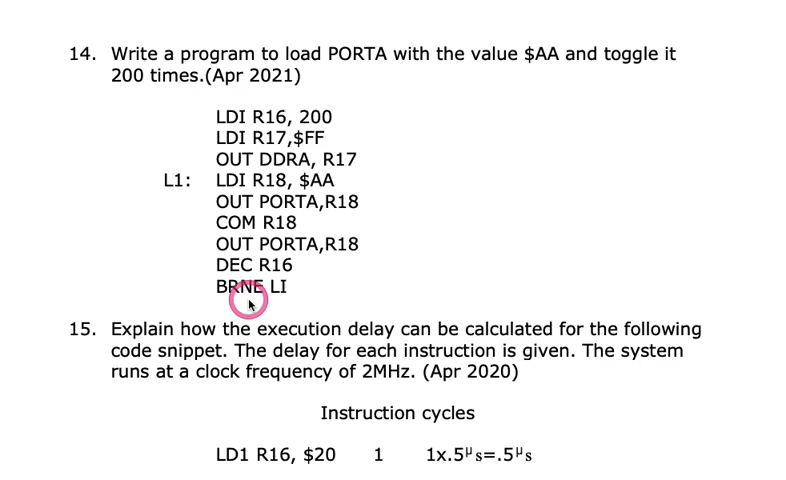 14. Write a program to load PORTA with the value $AA and toggle it
200 times.(Apr 2021)
LDI R16, 200
LDI R17,$FF
OUT DDRA, R17
L1: LDI R18, $AA
OUT PORTA,R18
COM R18
OUT PORTA,R18
DEC R16
BRNE LI
15. Explain how the execution delay can be calculated for the following
code snippet. The delay for each instruction is given. The system
runs at a clock frequency of 2MHz. (Apr 2020)
Instruction cycles
LD1 R16, $20 1 1x.5µs=.5µs